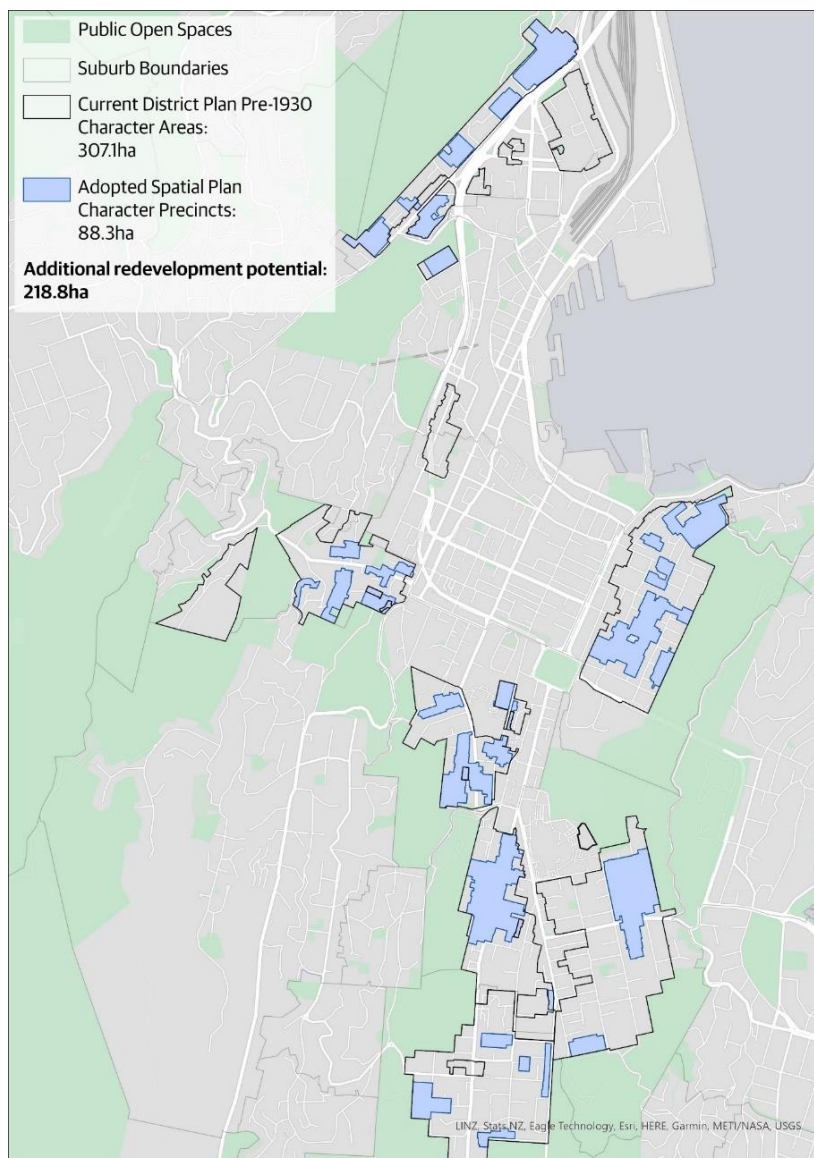 Public Open Spaces
Suburb Boundaries
Current District Plan Pre-1930
Character Areas:
307.1ha
Adopted Spatial Plan
Character Precincts:
88.3ha
Additional redevelopment potential:
218.8ha
LINZ, Stats NZ, Eagle Technology, Esri, HERE, Garmin, METI/NASA, USGS